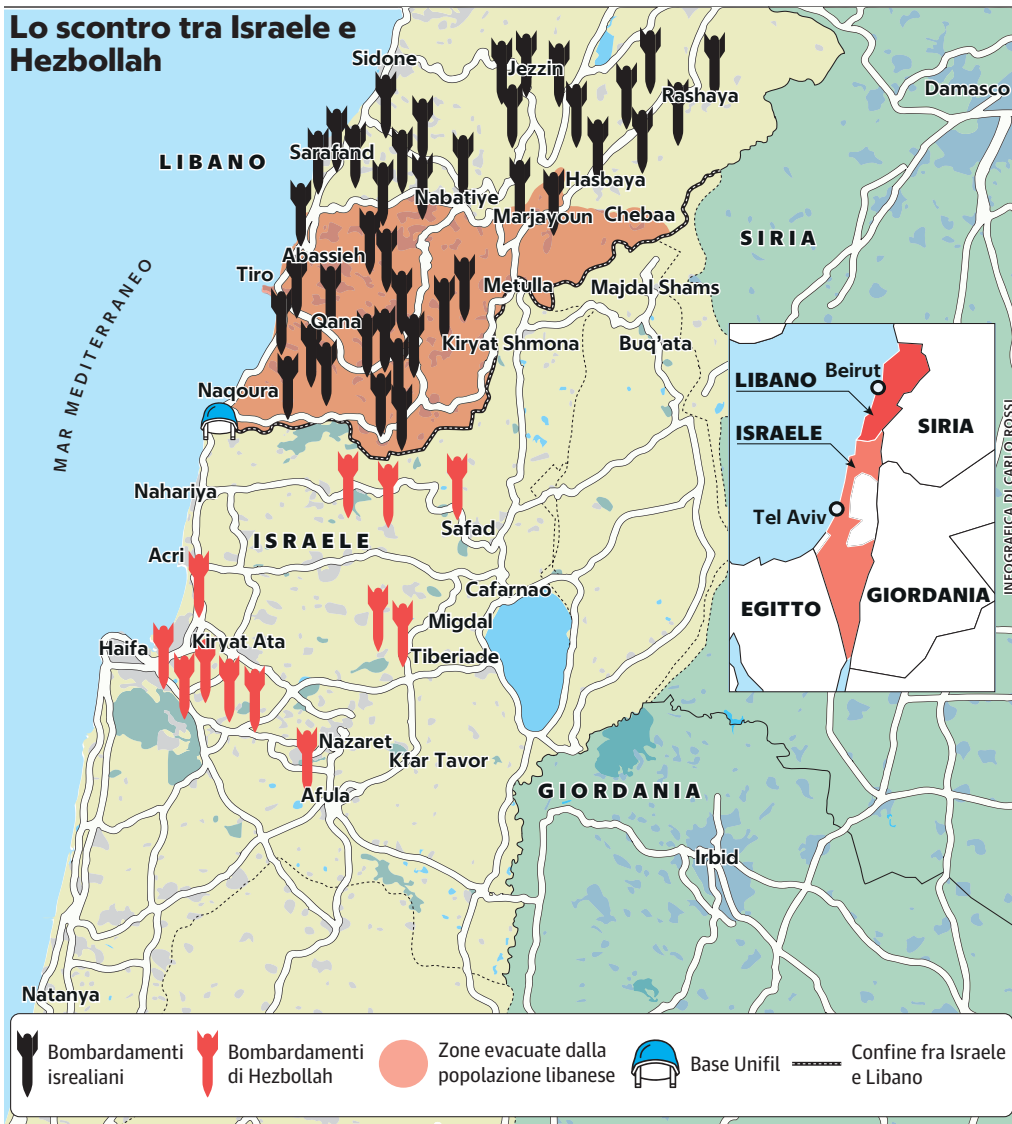 Lo scontro tra Israele e
Hezbollah
Sidone
Jezzin
Rashaya
Damasco
LIBANO
Sarafand
Nabatiye
Hasbaya
Marjayoun
Chebaa
SIRIA
Abassieh
Tiro
Metulla
Majdal Shams
MAR MEDITERRANEO
Qana
Kiryat Shmona
Buq'ata
Naqoura
Nahariya
ISRAELE
Safad
Acri
Cafarnao
Migdal
Haifa
Kiryat Ata
Tiberiade
Nazaret
Kfar Tavor
Afula
GIORDANIA
Irbid
Natanya
Beirut
LIBANO
ISRAELE
SIRIA
Tel Aviv
EGITTO
GIORDANIA
INFOGRAFICA DI CARLO ROSSI
Bombardamenti
isrealiani
Bombardamenti
di Hezbollah
Zone evacuate dalla
popolazione libanese
Base Unifil
Confine fra Israele
e Libano